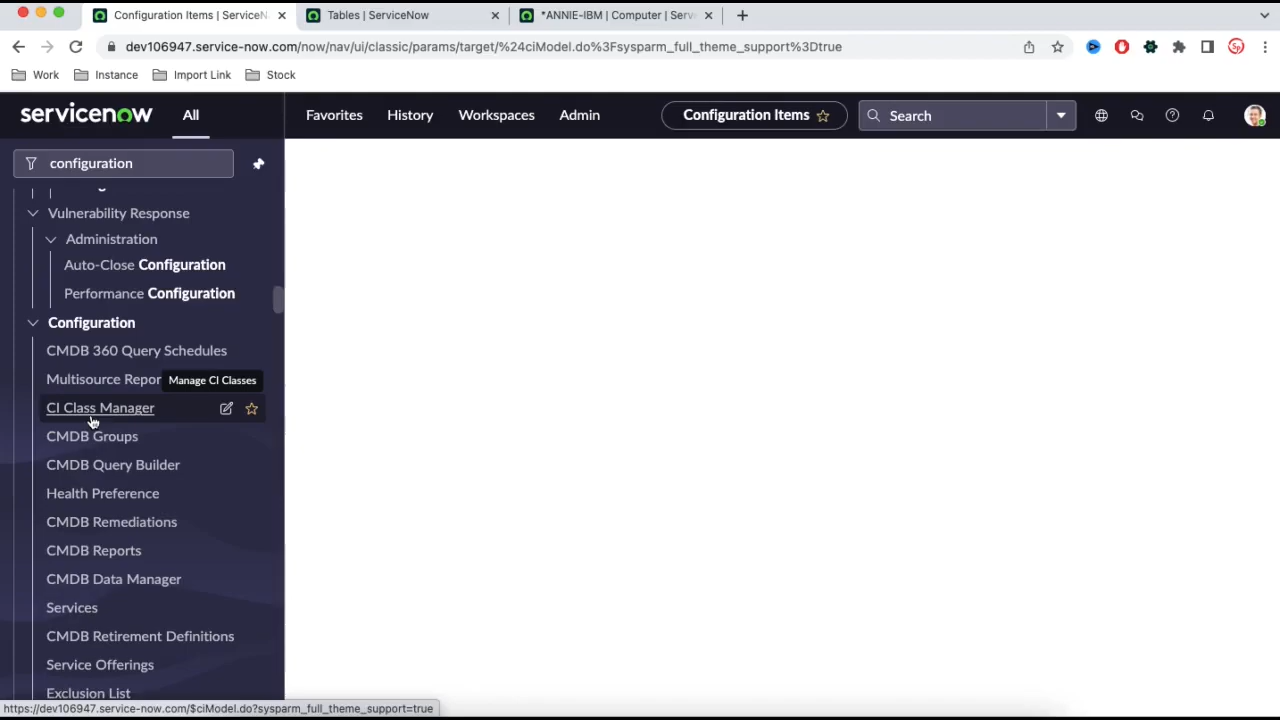 Configuration Items | ServiceN
Tables | ServiceNow
*ANNIE-IBM | Computer | Serv
dev106947.service-now.com/now/nav/ui/classic/params/target/%24ciModel.do%3Fsysparm_full_theme_support%3Dtrue
Work
Instance
Import Link
Stock
servicenow
All
Favorites
History
Workspaces
Admin
Configuration Items
Search
configuration
Vulnerability Response
Administration
Auto-Close Configuration
Performance Configuration
Configuration
CMDB 360 Query Schedules
Multisource Repor
Manage CI Classes
CI Class Manager
CMDB Groups
CMDB Query Builder
Health Preference
CMDB Remediations
CMDB Reports
CMDB Data Manager
Services
CMDB Retirement Definitions
Service Offerings
Exclusion List
https://dev106947.service-now.com/$ciModel.do?sysparm_full_theme_support=true